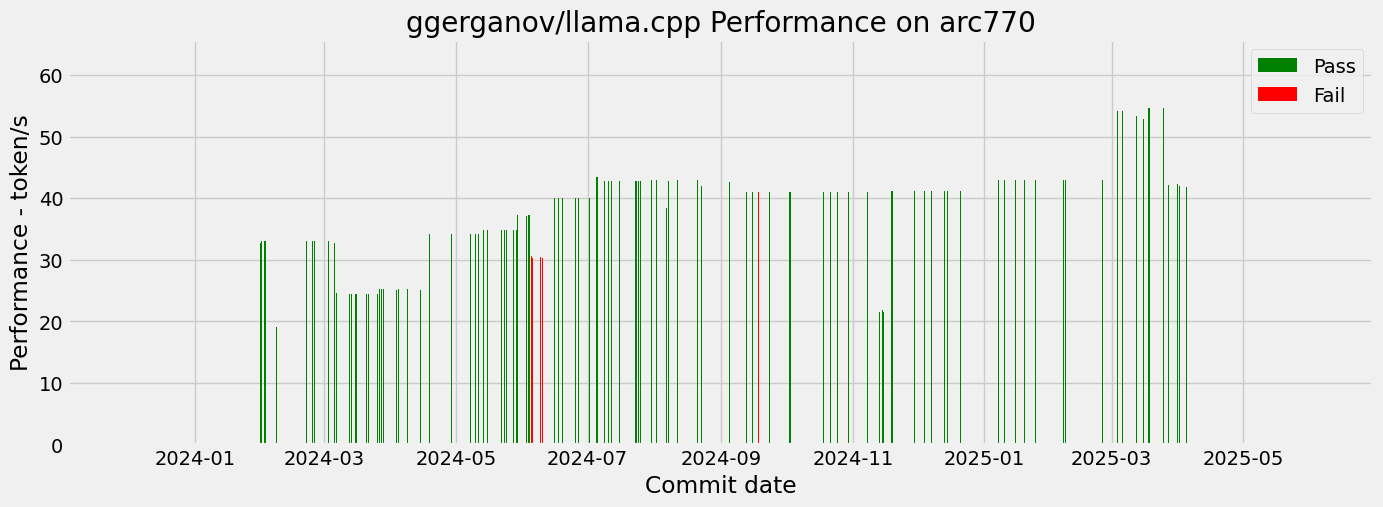 ggerganov/llama.cpp Performance on arc770
Pass
Fail
Performance - token/s
60
50
40
30
20
10
0
2024-01 2024-03 2024-05 2024-07 2024-09 2024-11 2025-01 2025-03 2025-05
Commit date